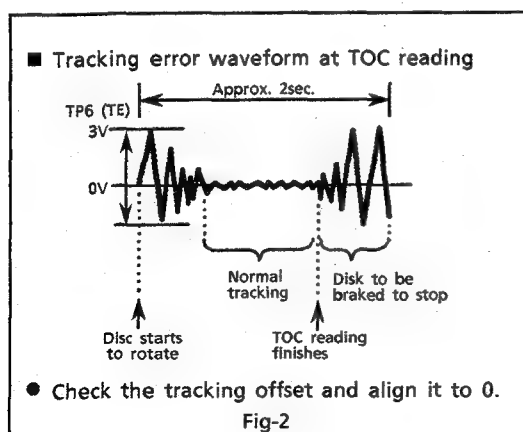 ■ Tracking error waveform at TOC reading
Approx. 2sec.
TP6 (TE)
3V
0V
Normal
tracking
Disk to be
braked to stop
Disc starts
to rotate
TOC reading
finishes
● Check the tracking offset and align it to 0.
Fig-2